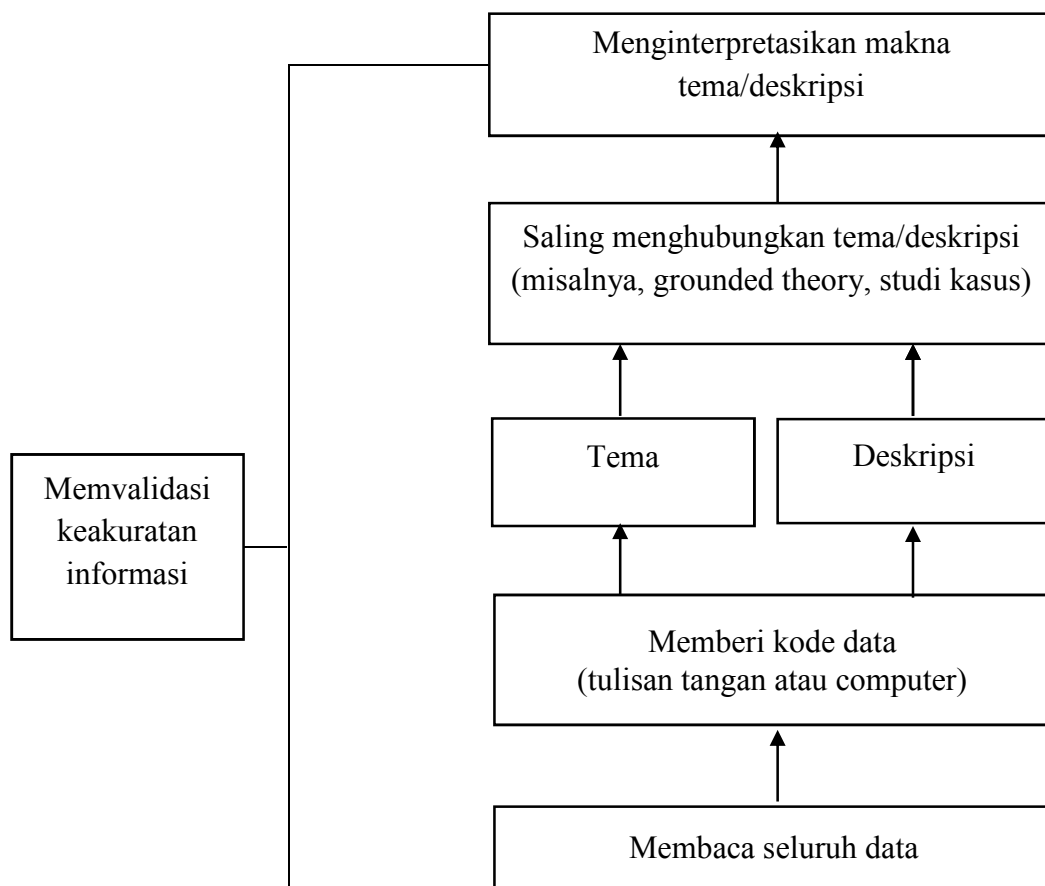 Menginterpretasikan makna
tema/deskripsi
Saling menghubungkan tema/deskripsi
(misalnya, grounded theory, studi kasus)
Tema
Deskripsi
Memvalidasi
keakuratan
informasi
Memberi kode data
(tulisan tangan atau computer)
Membaca seluruh data